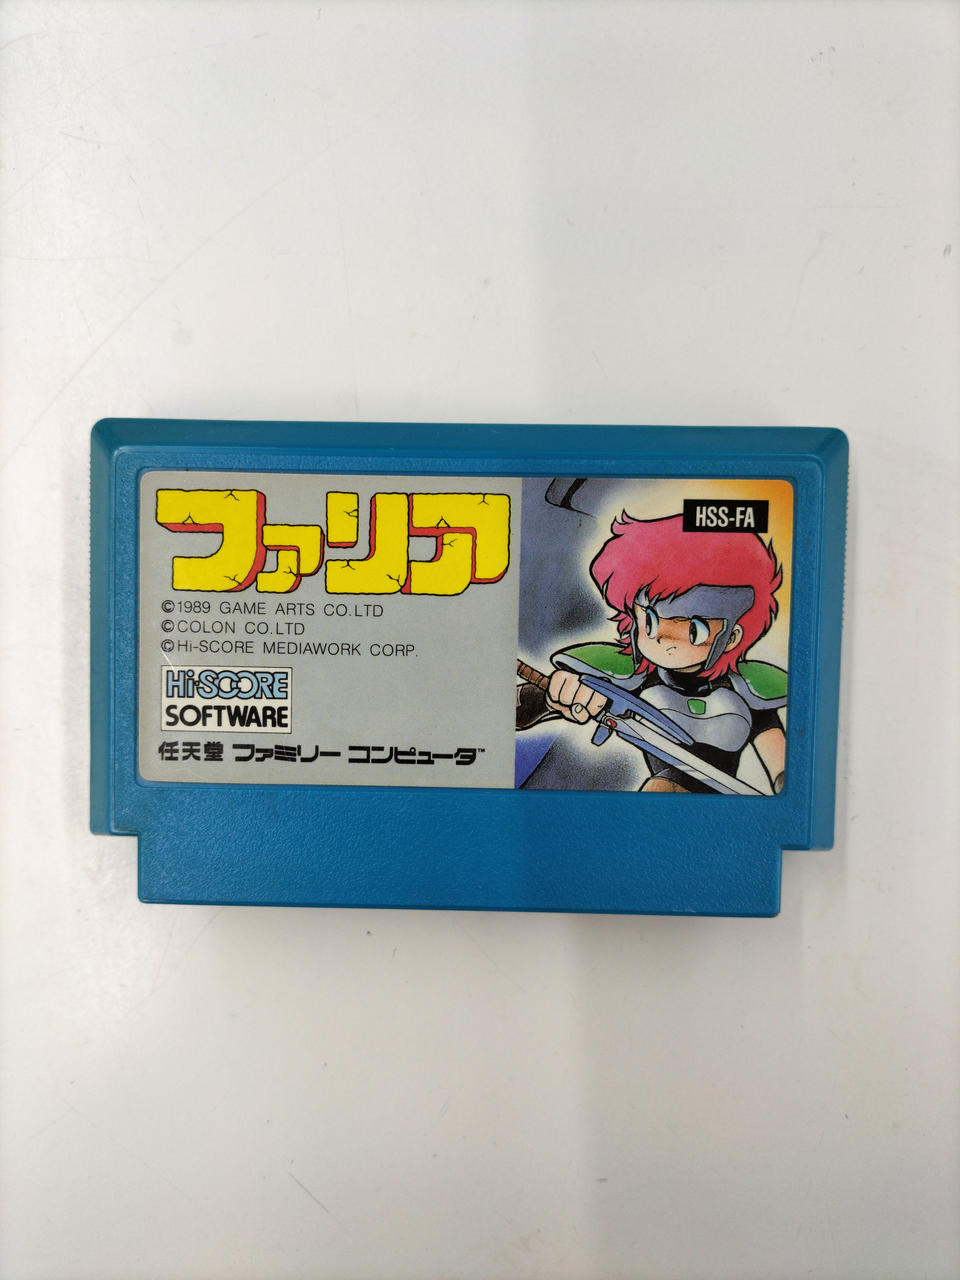 ファリア
HSS-FA
©1989 GAME ARTS CO.LTD
©COLON CO.LTD
©Hi-SCORE MEDIAWORK CORP.
Hi-SCORE
SOFTWARE
任天堂 ファミリーコンピュータ™